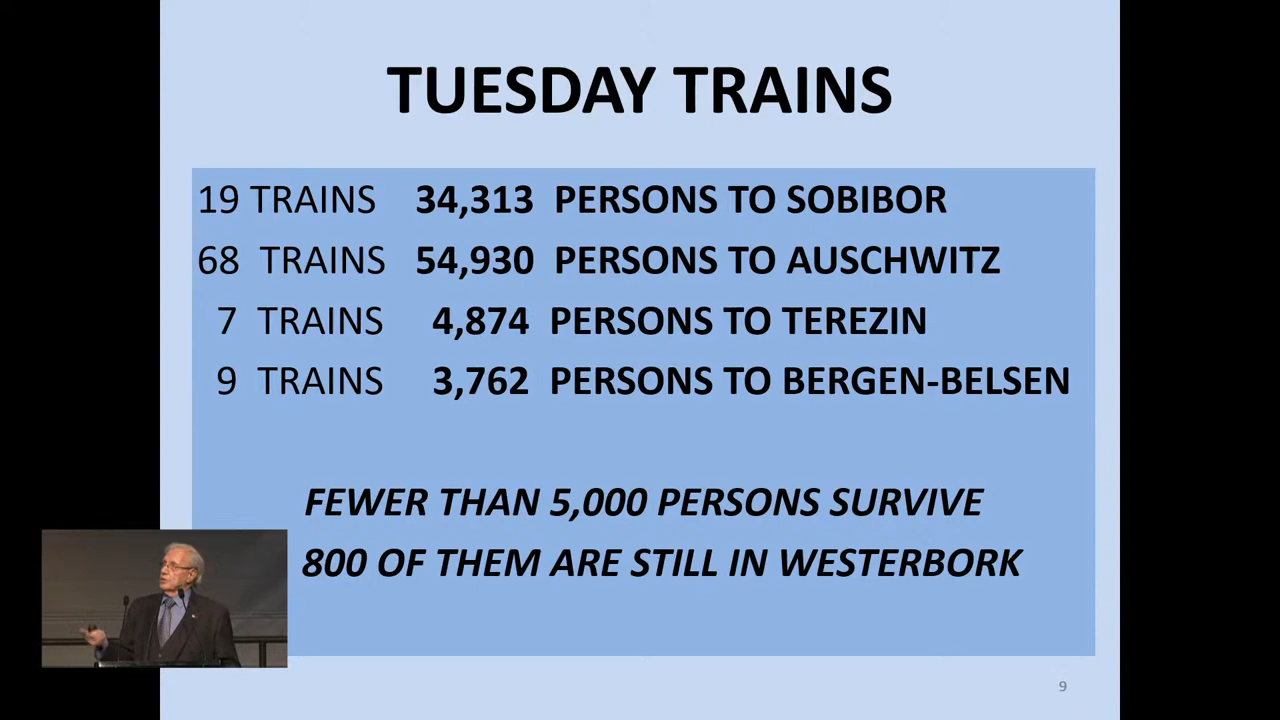 TUESDAY TRAINS
19 TRAINS 34,313 PERSONS TO SOBIBOR
68 TRAINS 54,930 PERSONS TO AUSCHWITZ
7 TRAINS 4,874 PERSONS TO TEREZIN
9 TRAINS 3,762 PERSONS TO BERGEN-BELSEN
FEWER THAN 5,000 PERSONS SURVIVE
800 OF THEM ARE STILL IN WESTERBORK
9